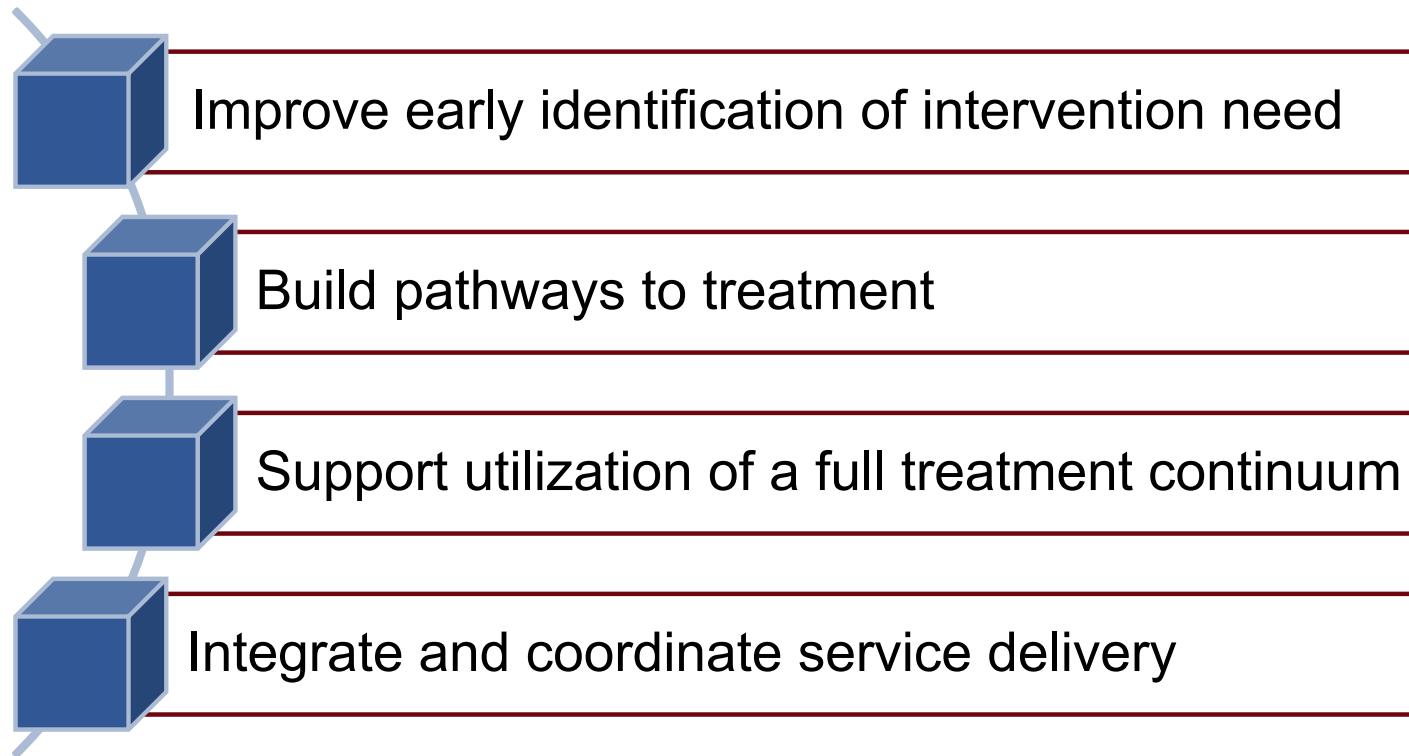 Improve early identification of intervention need
Build pathways to treatment
Support utilization of a full treatment continuum
Integrate and coordinate service delivery